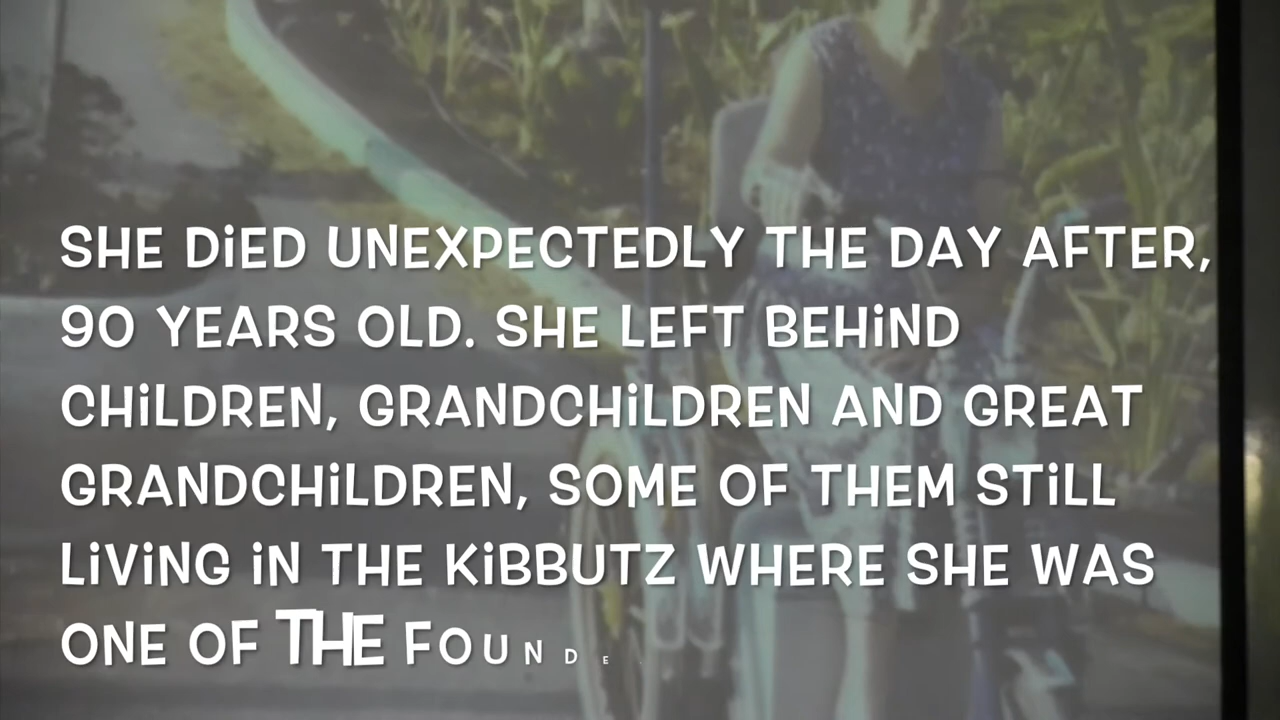 SHE DiED UNEXPECTEDLY THE DAY AFTER,
90 YEARS OLD. SHE LEFT BEHiND
CHiLDREN, GRANDCHiLDREN AND GREAT
GRANDCHiLDREN, SOME OF THEM STiLL
LiViNG iN THE KiBBUTZ WHERE SHE WAS
ONE OF THE FOUNDE